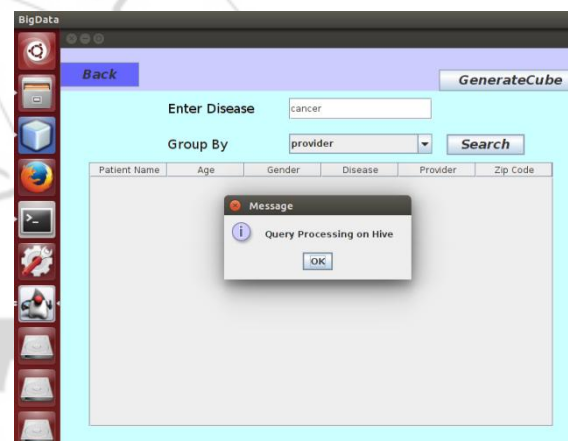 BigData
Back
GenerateCube
Enter Disease cancer
Group By provider Search
Patient Name Age Gender Disease Provider Zip Code
Message
Query Processing on Hive
OK